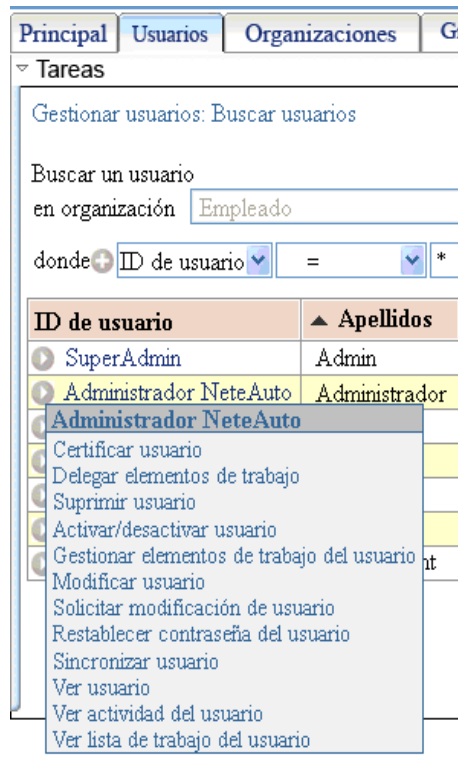 Principal Usuarios Organizaciones G
Tareas
Gestionar usuarios: Buscar usuarios
Buscar un usuario
en organización Empleado
donde ID de usuario = *
ID de usuario Apellidos
SuperAdmin Admin
Administrador NeteAuto Administrador
Administrador NeteAuto
Certificar usuario
Delegar elementos de trabajo
Suprimir usuario
Activar/desactivar usuario
Gestionar elementos de trabajo del usuario nt
Modificar usuario
Solicitar modificación de usuario
Restablecer contraseña del usuario
Sincronizar usuario
Ver usuario
Ver actividad del usuario
Ver lista de trabajo del usuario